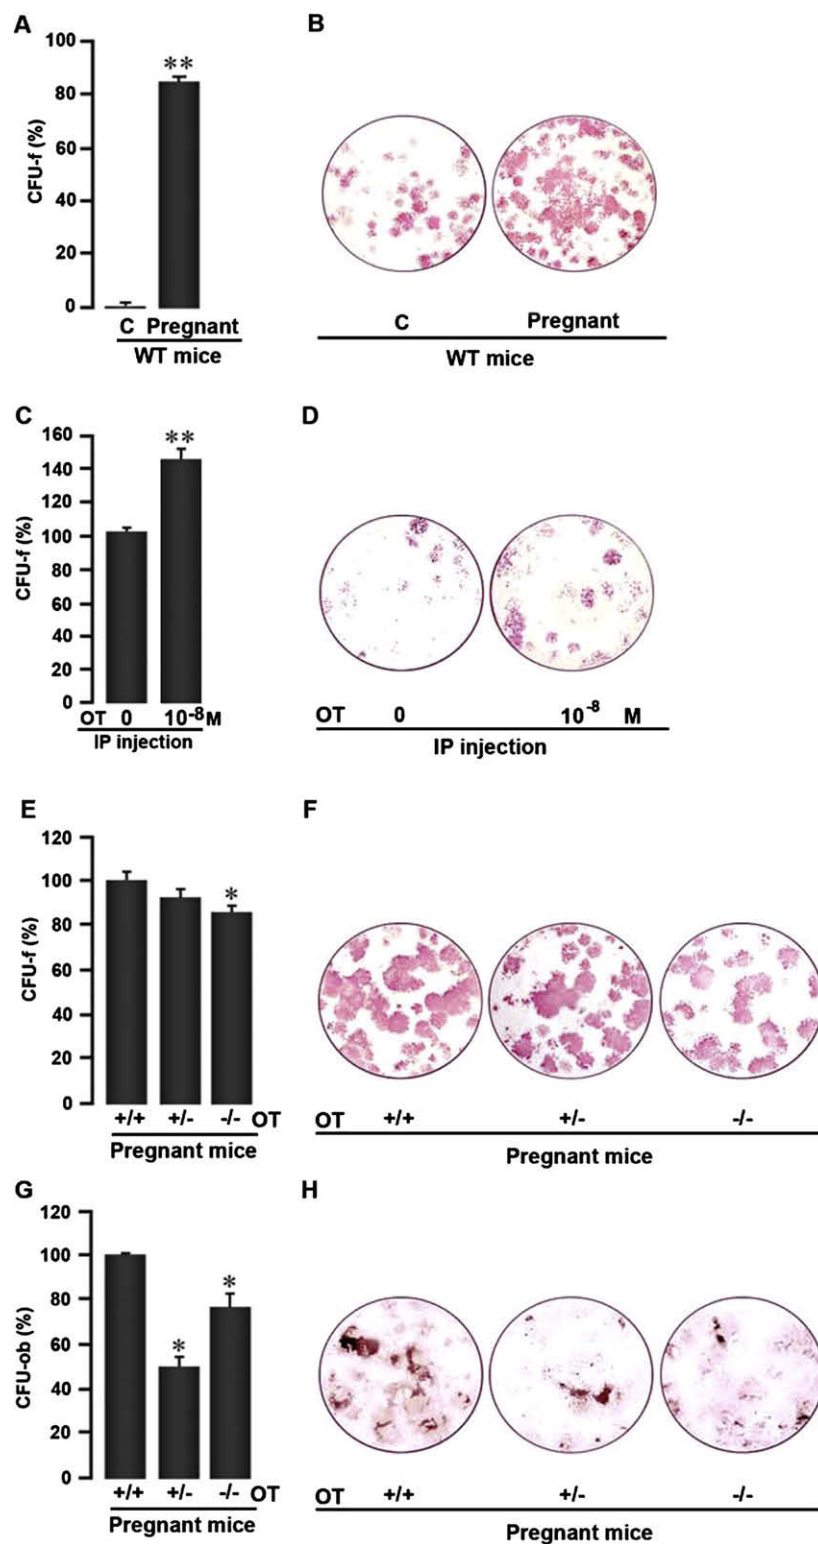 A
CFU-f (%)
100
80
60
40
20
0
**
C Pregnant
WT mice
B
C Pregnant
WT mice
C
CFU-f (%)
160
140
120
100
80
60
40
20
0
**
OT 0 10⁻⁸ M
IP injection
D
OT 0 10⁻⁸ M
IP injection
E
CFU-f (%)
120
100
80
60
40
20
0
*
+/+ +/- -/- OT
Pregnant mice
F
OT +/+ +/- -/-
Pregnant mice
G
CFU-ob (%)
120
100
80
60
40
20
0
*
*
+/+ +/- -/- OT
Pregnant mice
H
OT +/+ +/- -/-
Pregnant mice